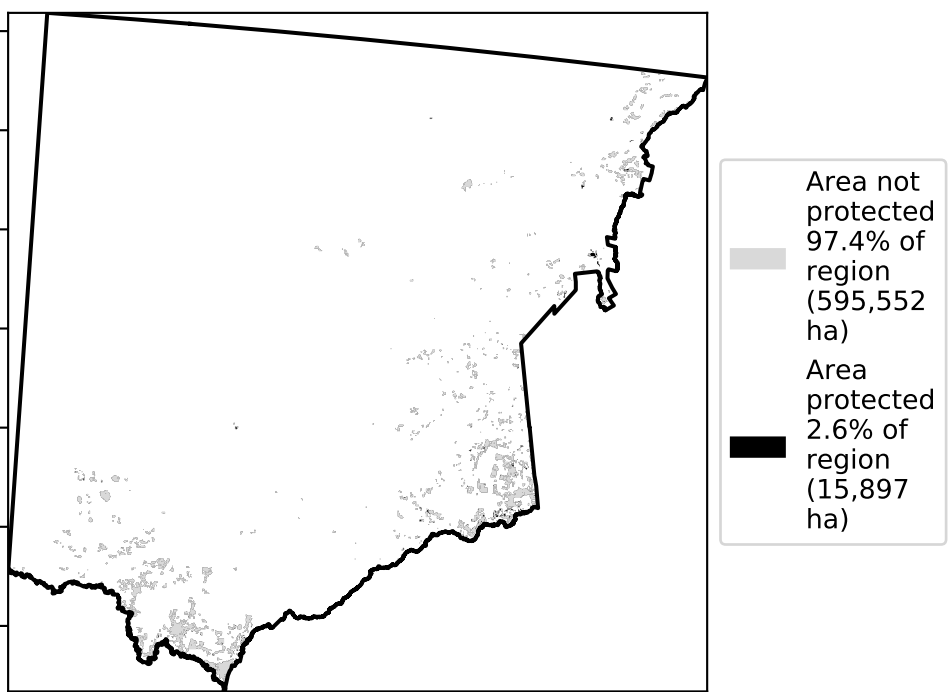 Area not
protected
97.4% of
region
(595,552
ha)
Area
protected
2.6% of
region
(15,897
ha)